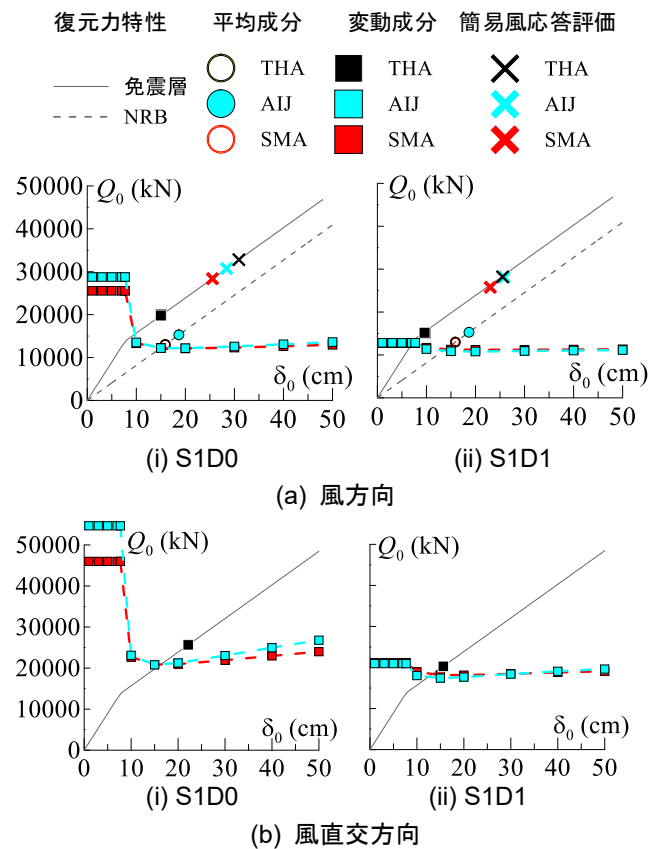 復元力特性 平均成分 変動成分 簡易風応答評価
免震層 THA THA THA
NRB AIJ AIJ AIJ
SMA SMA SMA
50000 Q₀ (kN) Q₀ (kN)
40000
30000
20000
10000
δ₀ (cm) δ₀ (cm)
0
0 10 20 30 40 50 0 10 20 30 40 50
(i) S1D0 (ii) S1D1
(a) 風方向
50000 Q₀ (kN) Q₀ (kN)
40000
30000
20000
10000
δ₀ (cm) δ₀ (cm)
0
0 10 20 30 40 50 0 10 20 30 40 50
(i) S1D0 (ii) S1D1
(b) 風直交方向